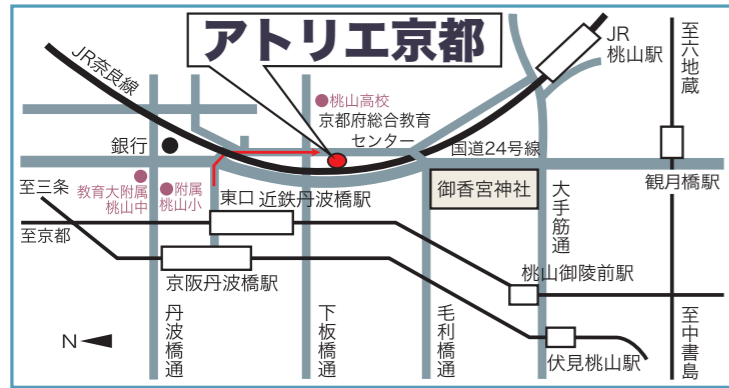 アトリエ京都
JR奈良線
JR
桃山駅
至六地蔵
●桃山高校
京都府総合教育
センター
銀行
国道24号線
観月橋駅
教育大附属
桃山中
附属
桃山小
至三条
東口
近鉄丹波橋駅
御香宮神社
大手筋通
至京都
京阪丹波橋駅
桃山御陵前駅
N
丹波橋通
下板橋通
毛利橋通
伏見桃山駅
至中書島